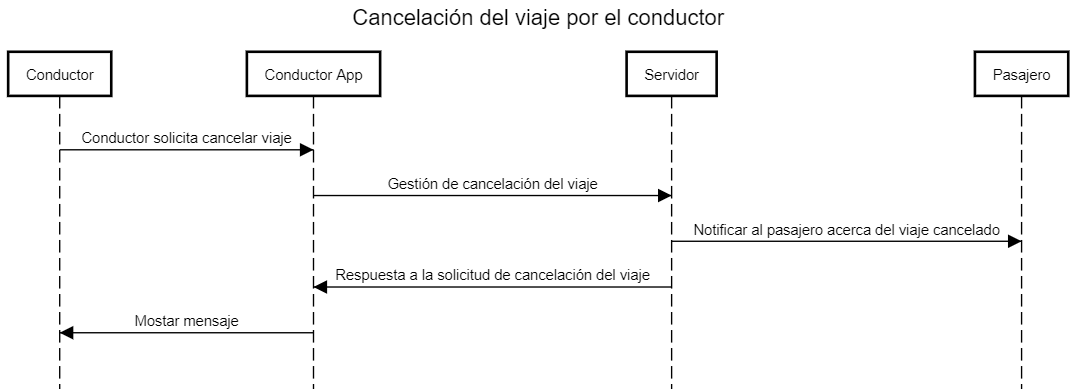 Cancelación del viaje por el conductor
Conductor
Conductor App
Servidor
Pasajero
Conductor solicita cancelar viaje
Gestión de cancelación del viaje
Notificar al pasajero acerca del viaje cancelado
Respuesta a la solicitud de cancelación del viaje
Mostar mensaje